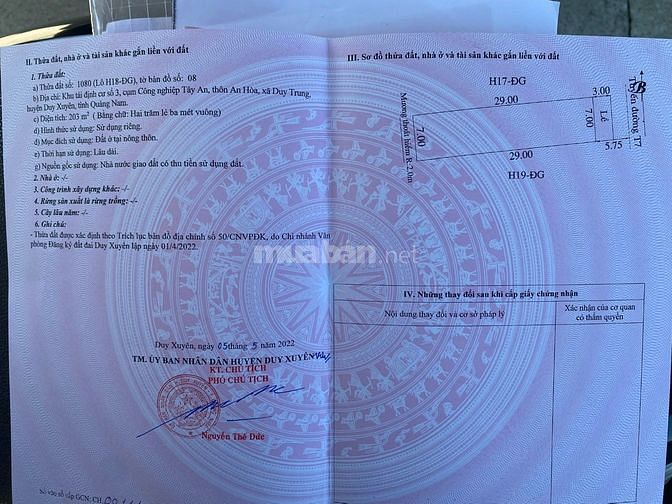 II. Thửa đất, nhà ở và tài sản khác gắn liền với đất
1. Thửa đất:
a) Thửa đất số: 1080 (Lô H18-ĐG), tờ bản đồ số: 08
b) Địa chỉ: Khu tái định cư số 3, cụm Công nghiệp Tây An, thôn An Hòa, xã Duy Trung,
huyện Duy Xuyên, tỉnh Quảng Nam.
c) Diện tích: 203 m² ( Bằng chữ: Hai trăm lẻ ba mét vuông)
d) Hình thức sử dụng: Sử dụng riêng.
đ) Mục đích sử dụng: Đất ở tại nông thôn.
e) Thời hạn sử dụng: Lâu dài.
g) Nguồn gốc sử dụng: Nhà nước giao đất có thu tiền sử dụng đất.
2. Nhà ở: -/-
3. Công trình xây dựng khác: -/-
4. Rừng sản xuất là rừng trồng: -/-
5. Cây lâu năm: -/-
6. Ghi chú:
- Thửa đất được xác định theo Trích lục bản đồ địa chính số 50/CNVPĐK, do Chi nhánh Văn
phòng Đăng ký đất đai Duy Xuyên lập ngày 01/4/2022.
Duy Xuyên, ngày 05 tháng 5 năm 2022
TM. ỦY BAN NHÂN DÂN HUYỆN DUY XUYÊN
KT. CHỦ TỊCH
PHÓ CHỦ TỊCH
Nguyễn Thế Đức
Số vào sổ cấp GCN: CH
III. Sơ đồ thửa đất, nhà ở và tài sản khác gắn liền với đất
H17-ĐG
29.00
3.00
B
Tuyến đường T7
Lề
7.00
7.00
Mương thoát hiểm R=2.0m
29.00
5.75
H19-ĐG
muaban.net
IV. Những thay đổi sau khi cấp giấy chứng nhận
Nội dung thay đổi và cơ sở pháp lý
Xác nhận của cơ quan
có thẩm quyền